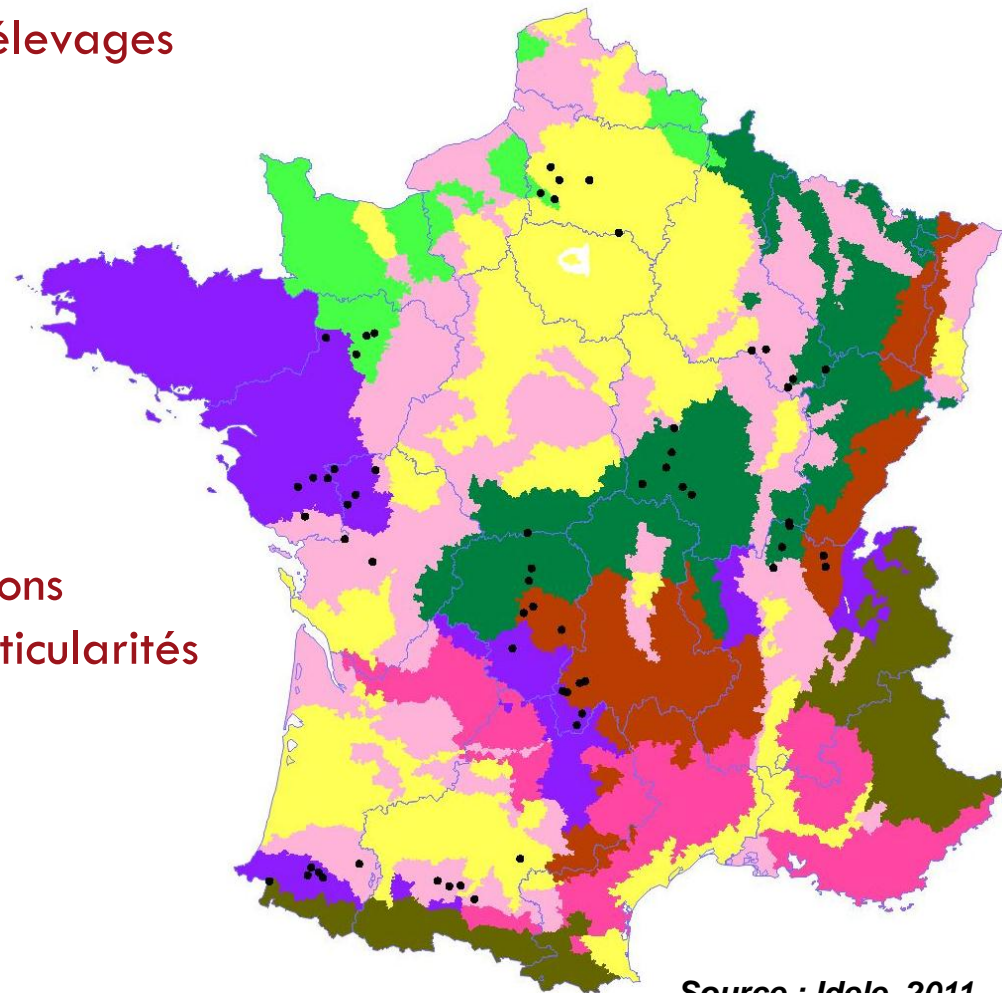 élevages
ons
ticularités
Source : Idele, 2011